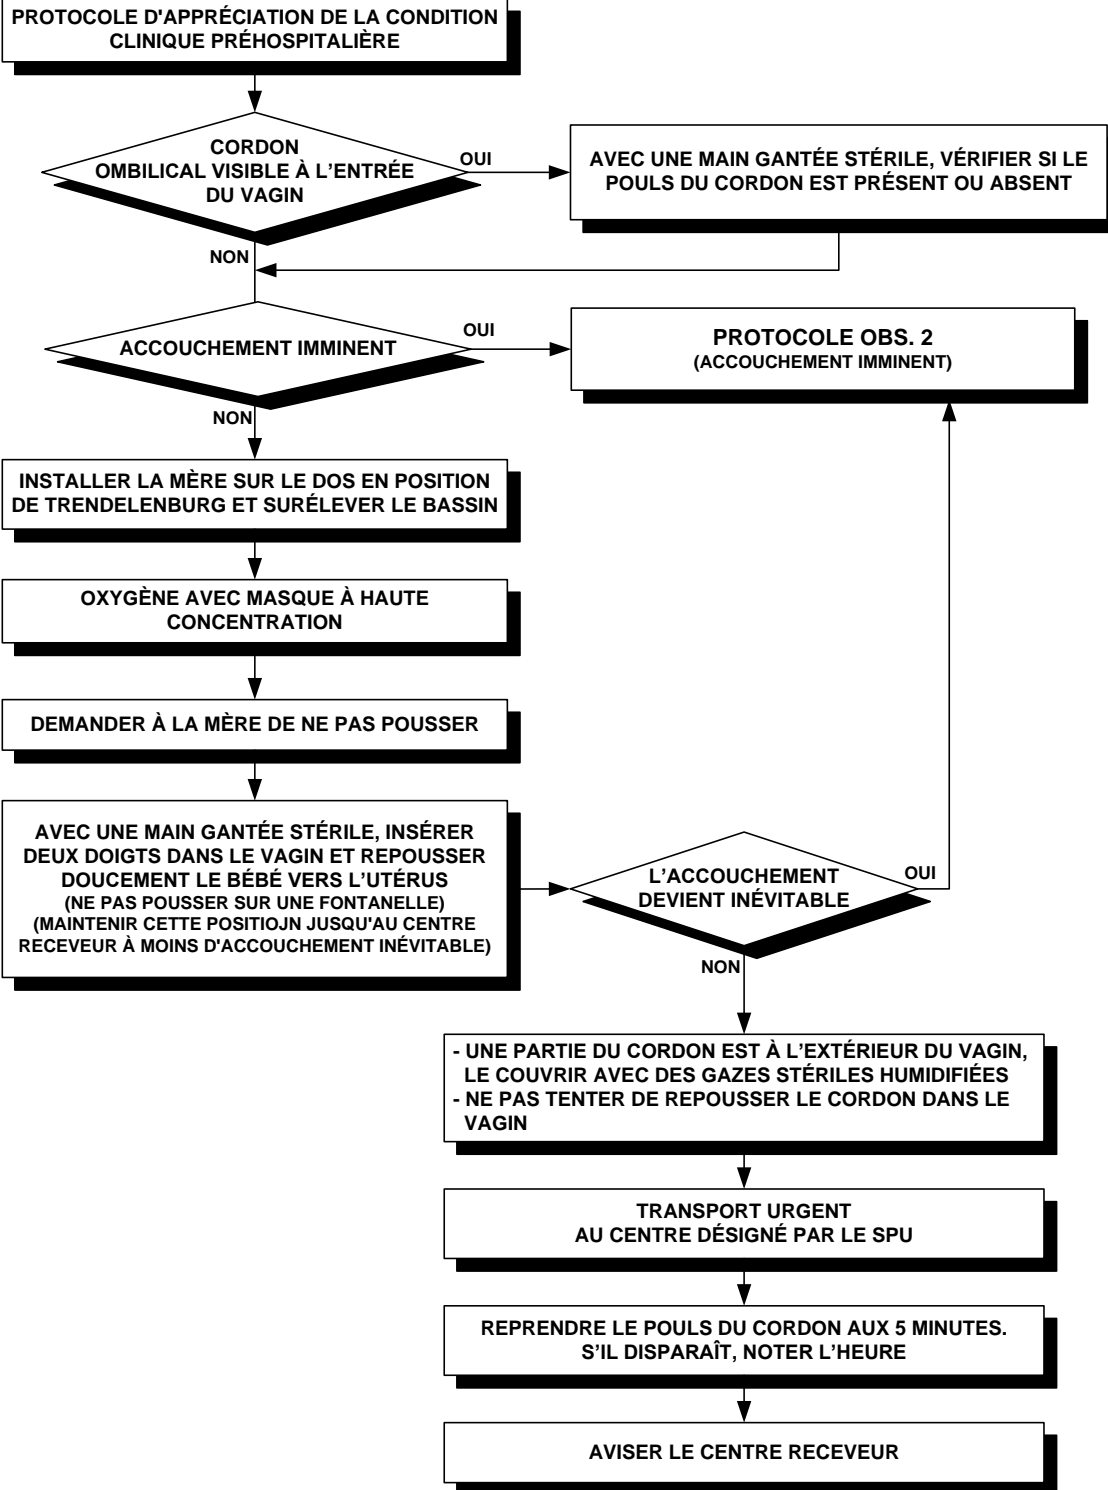 PROTOCOLE D'APPRÉCIATION DE LA CONDITION
CLINIQUE PRÉHOSPITALIÈRE
CORDON
OMBILICAL VISIBLE À L'ENTRÉE
DU VAGIN
OUI
AVEC UNE MAIN GANTÉE STÉRILE, VÉRIFIER SI LE
POULS DU CORDON EST PRÉSENT OU ABSENT
NON
ACCOUCHEMENT IMMINENT
OUI
PROTOCOLE OBS. 2
(ACCOUCHEMENT IMMINENT)
NON
INSTALLER LA MÈRE SUR LE DOS EN POSITION
DE TRENDELENBURG ET SURÉLEVER LE BASSIN
OXYGÈNE AVEC MASQUE À HAUTE
CONCENTRATION
DEMANDER À LA MÈRE DE NE PAS POUSSER
AVEC UNE MAIN GANTÉE STÉRILE, INSÉRER
DEUX DOIGTS DANS LE VAGIN ET REPOUSSER
DOUCEMENT LE BÉBÉ VERS L'UTÉRUS
(NE PAS POUSSER SUR UNE FONTANELLE)
(MAINTENIR CETTE POSITIOJN JUSQU'AU CENTRE
RECEVEUR À MOINS D'ACCOUCHEMENT INÉVITABLE)
L'ACCOUCHEMENT
DEVIENT INÉVITABLE
OUI
NON
- UNE PARTIE DU CORDON EST À L'EXTÉRIEUR DU VAGIN,
LE COUVRIR AVEC DES GAZES STÉRILES HUMIDIFIÉES
- NE PAS TENTER DE REPOUSSER LE CORDON DANS LE
VAGIN
TRANSPORT URGENT
AU CENTRE DÉSIGNÉ PAR LE SPU
REPRENDRE LE POULS DU CORDON AUX 5 MINUTES.
S'IL DISPARAÎT, NOTER L'HEURE
AVISER LE CENTRE RECEVEUR